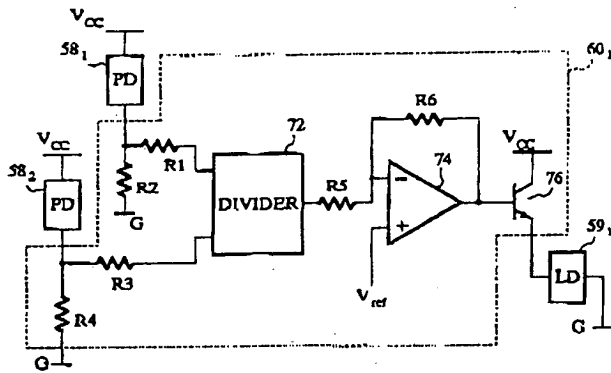 VCC
58₁
PD
60₁
VCC
58₂
PD
R1
R2
G
72
DIVIDER
R5
R6
74
−
+
Vref
VCC
76
59₁
LD
G
R3
R4
G